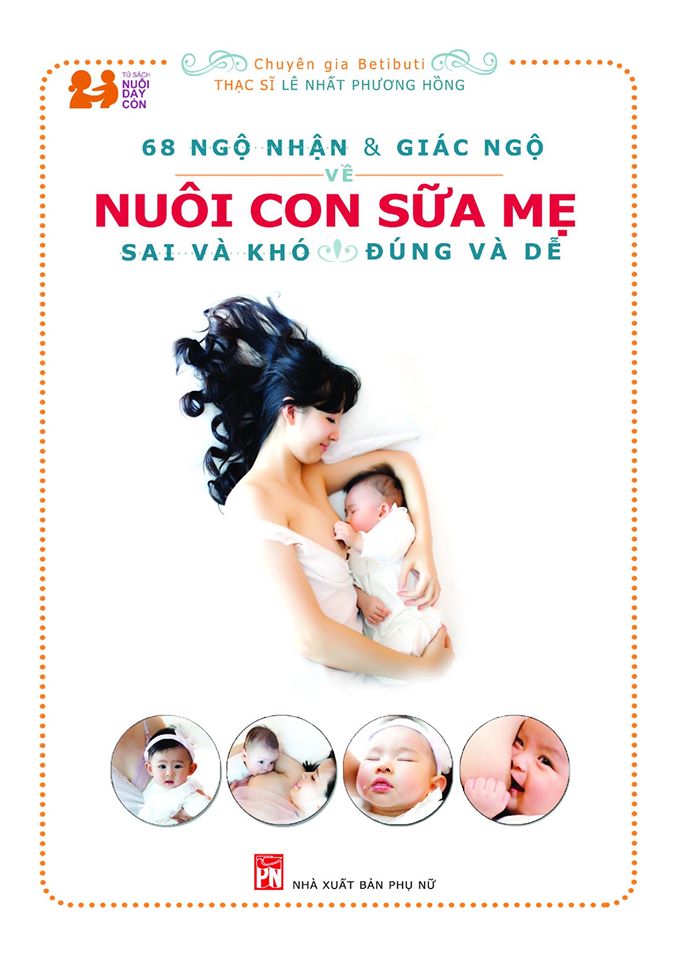 TỦ SÁCH
NUÔI
DẠY
CON
Chuyên gia Betibuti
THẠC SĨ LÊ NHẤT PHƯƠNG HỒNG
68 NGỘ NHẬN & GIÁC NGỘ
VỀ
NUÔI CON SỮA MẸ
SAI VÀ KHÓ ĐÚNG VÀ DỄ
PN
NHÀ XUẤT BẢN PHỤ NỮ